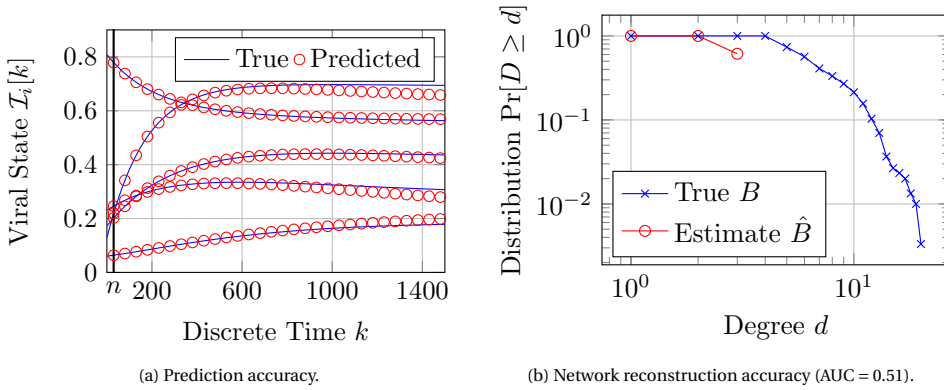 Viral State 𝓘ᵢ[k]
0.8
0.6
0.4
0.2
0
True Predicted
n 200 600 1000 1400
Discrete Time k
(a) Prediction accuracy.
Distribution Pr[D ≥ d]
10⁰
10⁻¹
10⁻²
True B
Estimate B̂
10⁰ 10¹
Degree d
(b) Network reconstruction accuracy (AUC = 0.51).